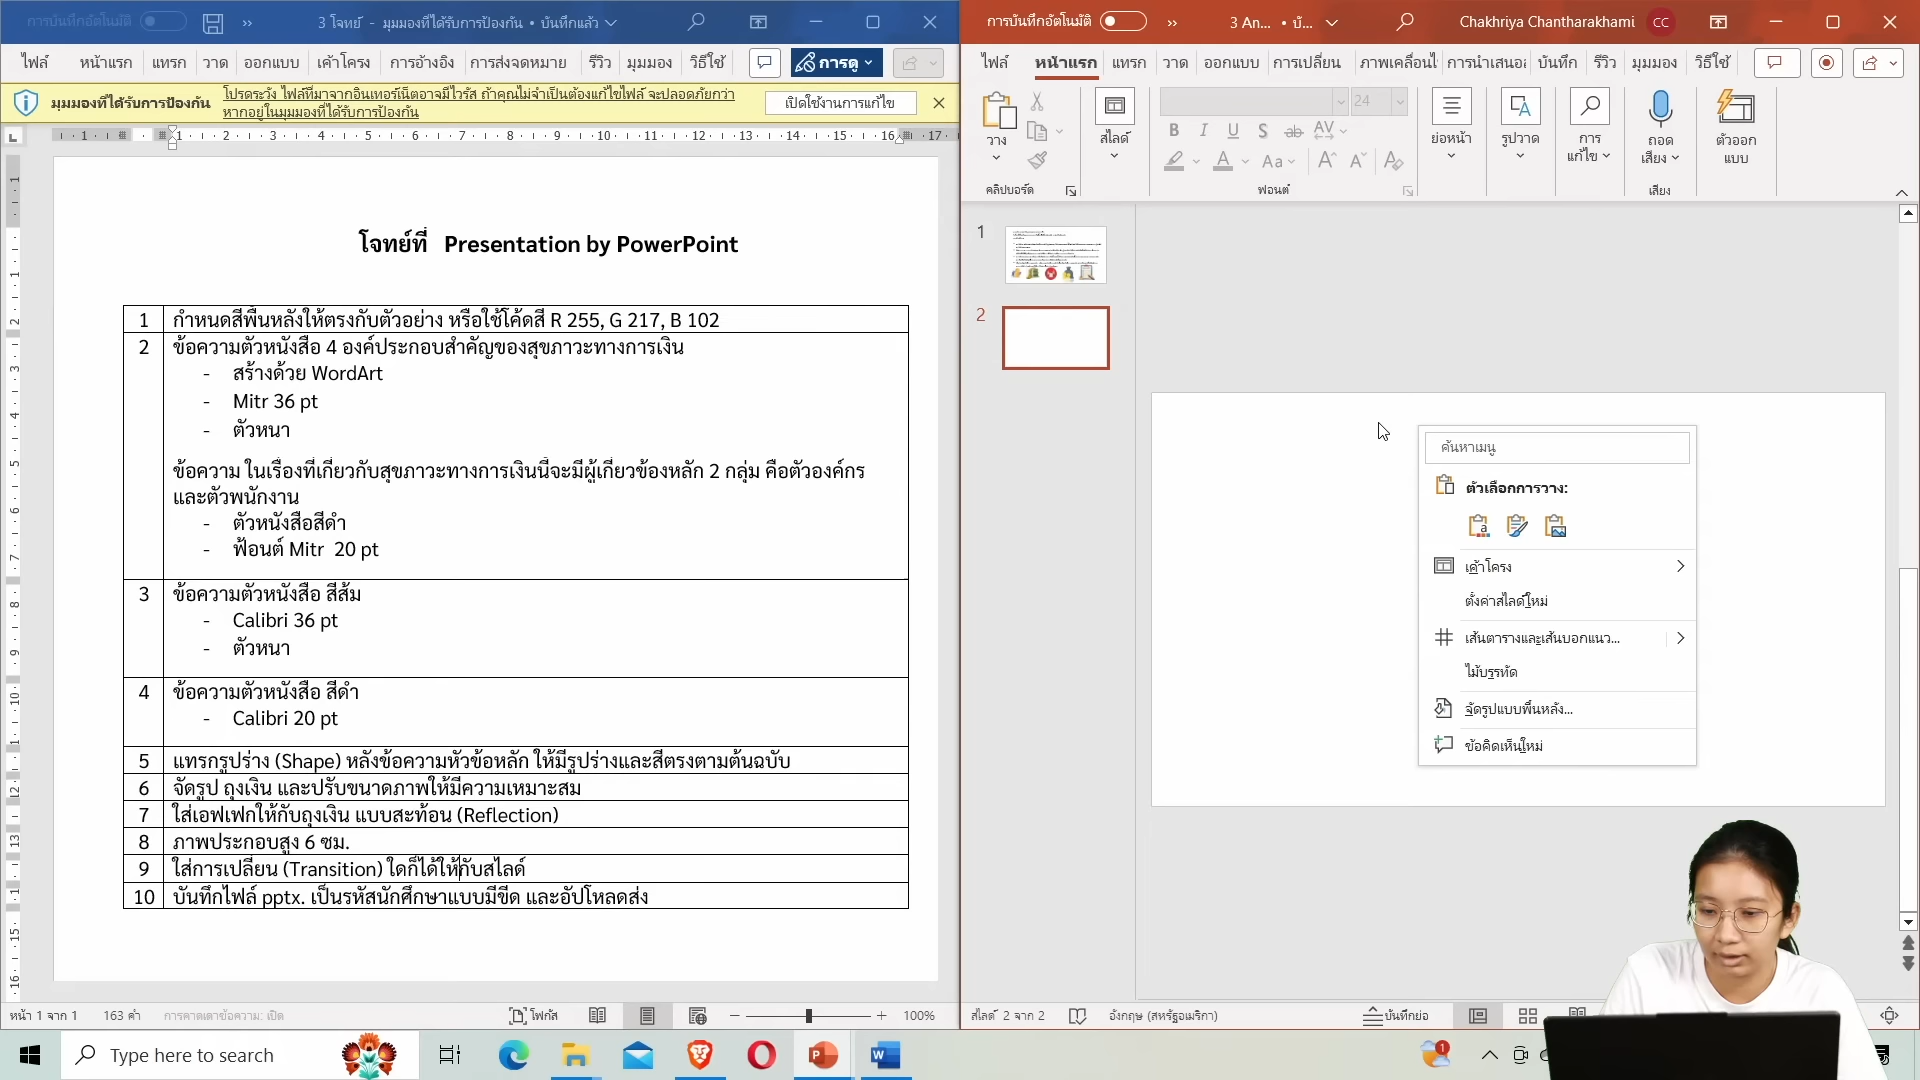 การบันทึกอัตโนมัติ
3 โจทย์ - มุมมองที่ได้รับการป้องกัน • บันทึกแล้ว
ไฟล์ หน้าแรก แทรก วาด ออกแบบ เค้าโครง การอ้างอิง การส่งจดหมาย รีวิว มุมมอง วิธีใช้ การดู
มุมมองที่ได้รับการป้องกัน โปรดระวัง ไฟล์ที่มาจากอินเทอร์เน็ตอาจมีไวรัส ถ้าคุณไม่จำเป็นต้องแก้ไขไฟล์ จะปลอดภัยกว่า
หากอยู่ในมุมมองที่ได้รับการป้องกัน
เปิดใช้งานการแก้ไข
โจทย์ที่ Presentation by PowerPoint
1 กำหนดสีพื้นหลังให้ตรงกับตัวอย่าง หรือใช้โค้ดสี R 255, G 217, B 102
2 ข้อความตัวหนังสือ 4 องค์ประกอบสำคัญของสุขภาวะทางการเงิน
- สร้างด้วย WordArt
- Mitr 36 pt
- ตัวหนา
ข้อความ ในเรื่องที่เกี่ยวกับสุขภาวะทางการเงินนี้จะมีผู้เกี่ยวข้องหลัก 2 กลุ่ม คือตัวองค์กร
และตัวพนักงาน
- ตัวหนังสือสีดำ
- ฟ้อนต์ Mitr 20 pt
3 ข้อความตัวหนังสือ สีส้ม
- Calibri 36 pt
- ตัวหนา
4 ข้อความตัวหนังสือ สีดำ
- Calibri 20 pt
5 แทรกรูปร่าง (Shape) หลังข้อความหัวข้อหลัก ให้มีรูปร่างและสีตรงตามต้นฉบับ
6 จัดรูป ถุงเงิน และปรับขนาดภาพให้มีความเหมาะสม
7 ใส่เอฟเฟกให้กับถุงเงิน แบบสะท้อน (Reflection)
8 ภาพประกอบสูง 6 ซม.
9 ใส่การเปลี่ยน (Transition) ใดก็ได้ให้กับสไลด์
10 บันทึกไฟล์ pptx. เป็นรหัสนักศึกษาแบบมีขีด และอัปโหลดส่ง
หน้า 1 จาก 1 163 คำ การคาดเดาข้อความ: เปิด โฟกัส 100%
การบันทึกอัตโนมัติ
3 An... • บั...
Chakhriya Chantharakhami CC
ไฟล์ หน้าแรก แทรก วาด ออกแบบ การเปลี่ยน ภาพเคลื่อนไ การนำเสนอส บันทึก รีวิว มุมมอง วิธีใช้
วาง
คลิปบอร์ด
สไลด์
24
B I U S ab AV
A Aa A A A
ฟอนต์
ย่อหน้า
รูปวาด
การ
แก้ไข
ถอด
เสียง
เสียง
ตัวออก
แบบ
1
2
ค้นหาเมนู
ตัวเลือกการวาง:
เค้าโครง
ตั้งค่าสไลด์ใหม่
เส้นตารางและเส้นบอกแนว...
ไม้บรรทัด
จัดรูปแบบพื้นหลัง...
ข้อคิดเห็นใหม่
สไลด์ 2 จาก 2 อังกฤษ (สหรัฐอเมริกา) บันทึกย่อ
Type here to search
1